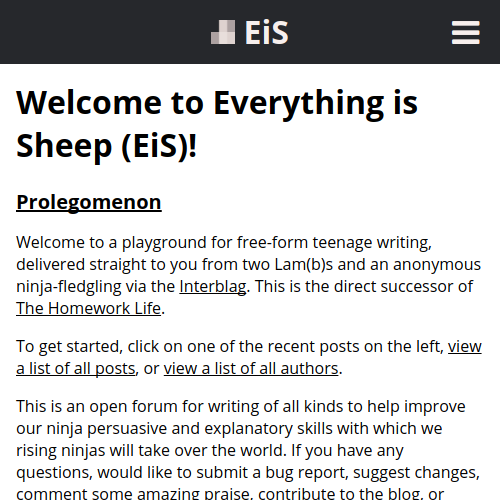 EiS
Welcome to Everything is
Sheep (EiS)!
Prolegomenon
Welcome to a playground for free-form teenage writing,
delivered straight to you from two Lam(b)s and an anonymous
ninja-fledgling via the Interblag. This is the direct successor of
The Homework Life.
To get started, click on one of the recent posts on the left, view
a list of all posts, or view a list of all authors.
This is an open forum for writing of all kinds to help improve
our ninja persuasive and explanatory skills with which we
rising ninjas will take over the world. If you have any
questions, would like to submit a bug report, suggest changes,
comment some amazing praise, contribute to the blog, or